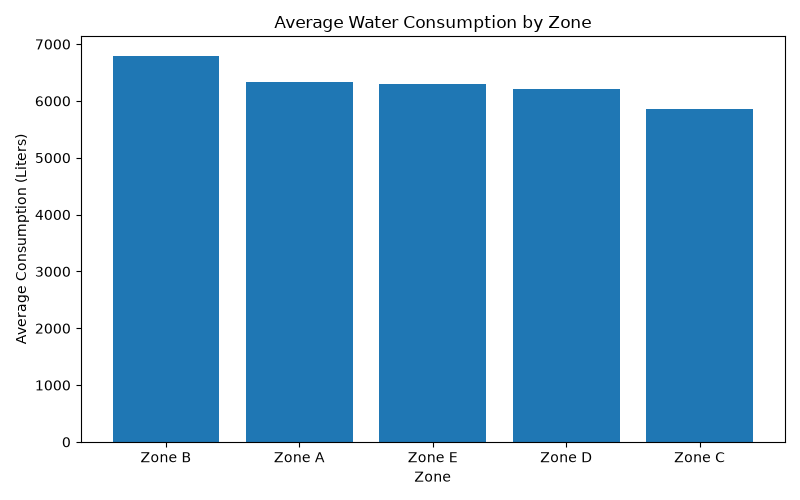 Average Water Consumption by Zone
Average Consumption (Liters)
7000
6000
5000
4000
3000
2000
1000
0
Zone B Zone A Zone E Zone D Zone C
Zone